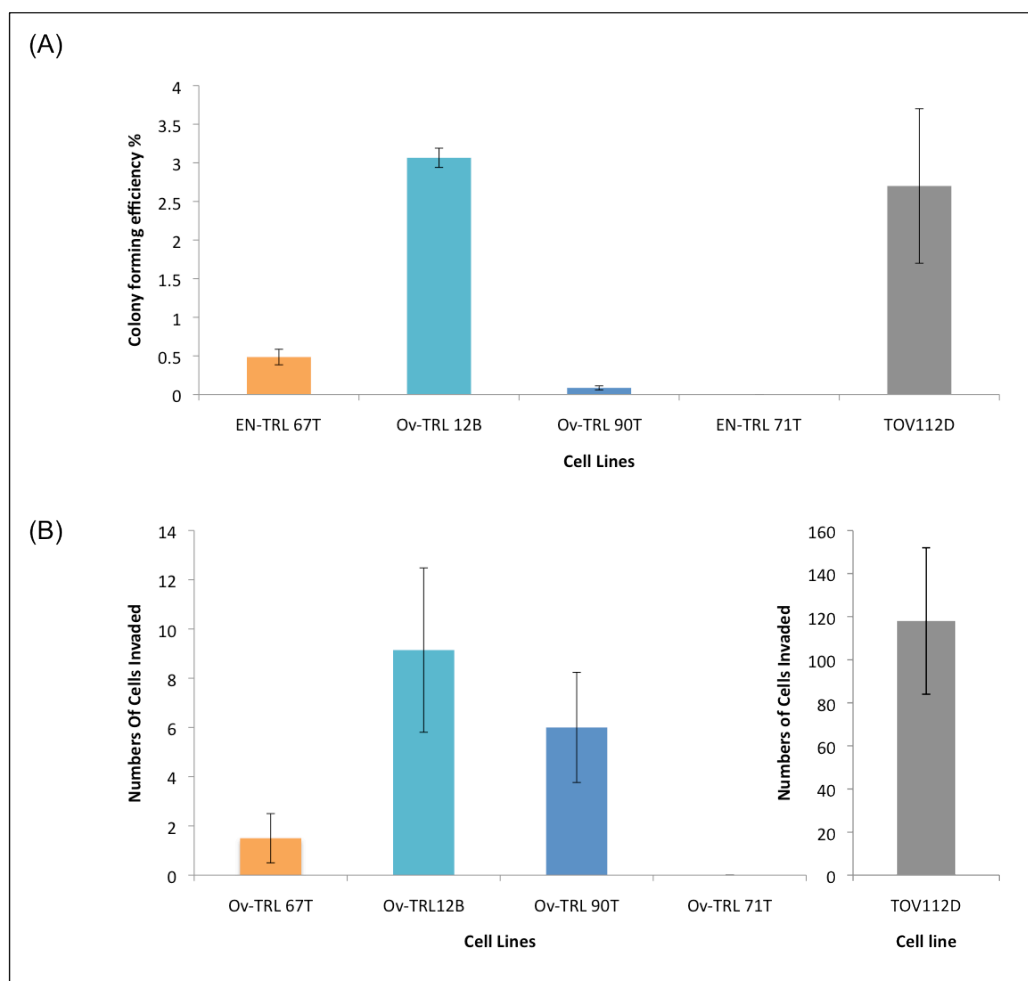 (A)
Colony forming efficiency %
4
3.5
3
2.5
2
1.5
1
0.5
0
EN-TRL 67T
Ov-TRL 12B
Ov-TRL 90T
EN-TRL 71T
TOV112D
Cell Lines
(B)
Numbers Of Cells Invaded
14
12
10
8
6
4
2
0
Ov-TRL 67T
Ov-TRL12B
Ov-TRL 90T
Ov-TRL 71T
Cell Lines
Numbers of Cells Invaded
160
140
120
100
80
60
40
20
0
TOV112D
Cell line